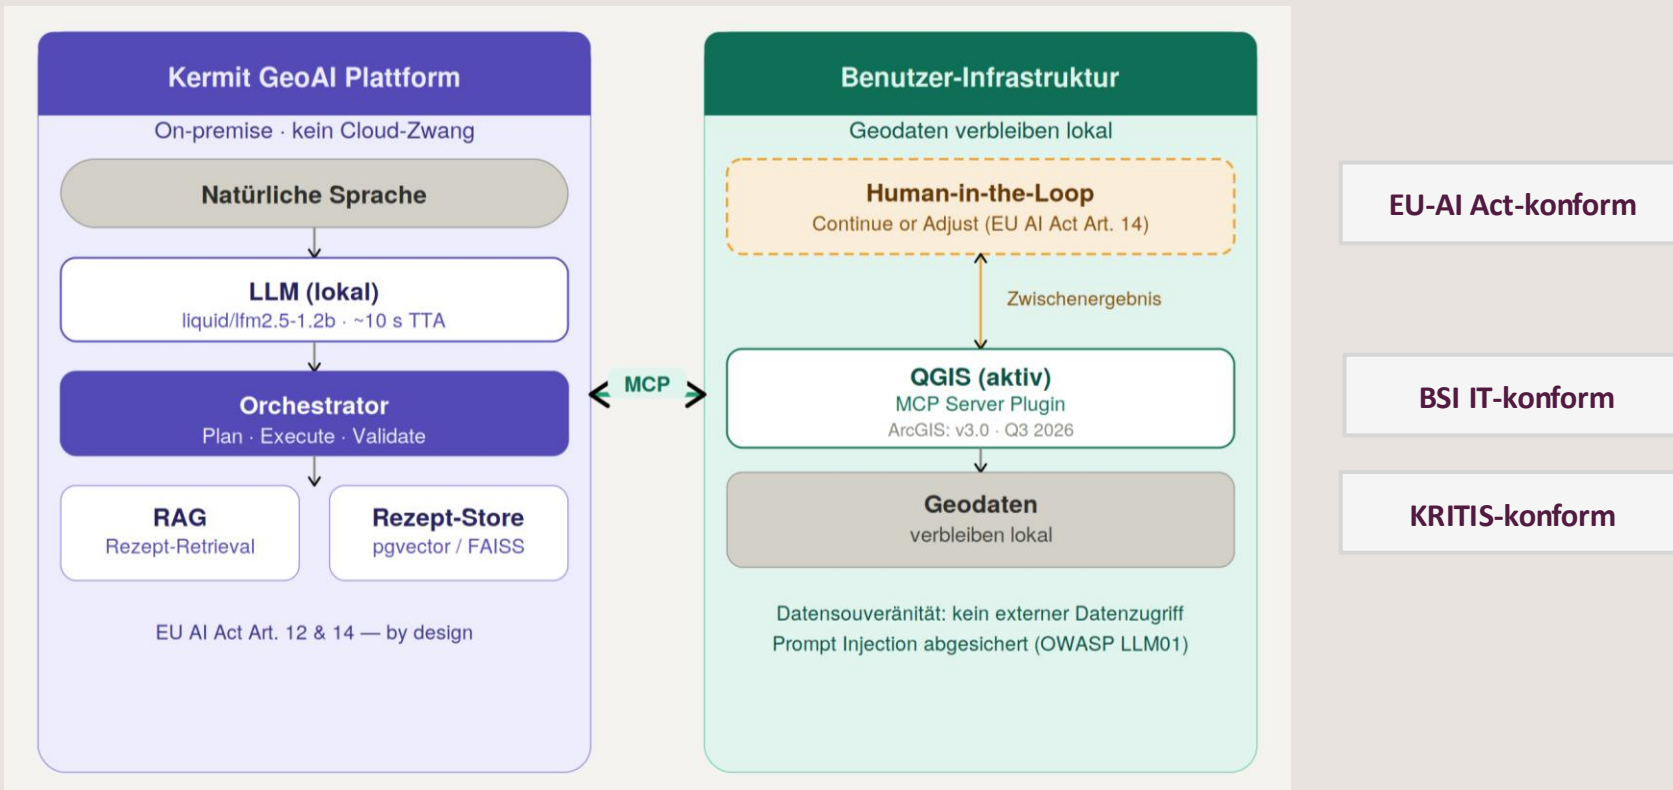 Kermit GeoAI Plattform
On-premise · kein Cloud-Zwang
Natürliche Sprache
LLM (lokal)
liquid/lfm2.5-1.2b · ~10 s TTA
Orchestrator
Plan · Execute · Validate
RAG
Rezept-Retrieval
Rezept-Store
pgvector / FAISS
EU AI Act Art. 12 & 14 — by design
MCP
Benutzer-Infrastruktur
Geodaten verbleiben lokal
Human-in-the-Loop
Continue or Adjust (EU AI Act Art. 14)
Zwischenergebnis
QGIS (aktiv)
MCP Server Plugin
ArcGIS: v3.0 · Q3 2026
Geodaten
verbleiben lokal
Datensouveränität: kein externer Datenzugriff
Prompt Injection abgesichert (OWASP LLM01)
EU-AI Act-konform
BSI IT-konform
KRITIS-konform